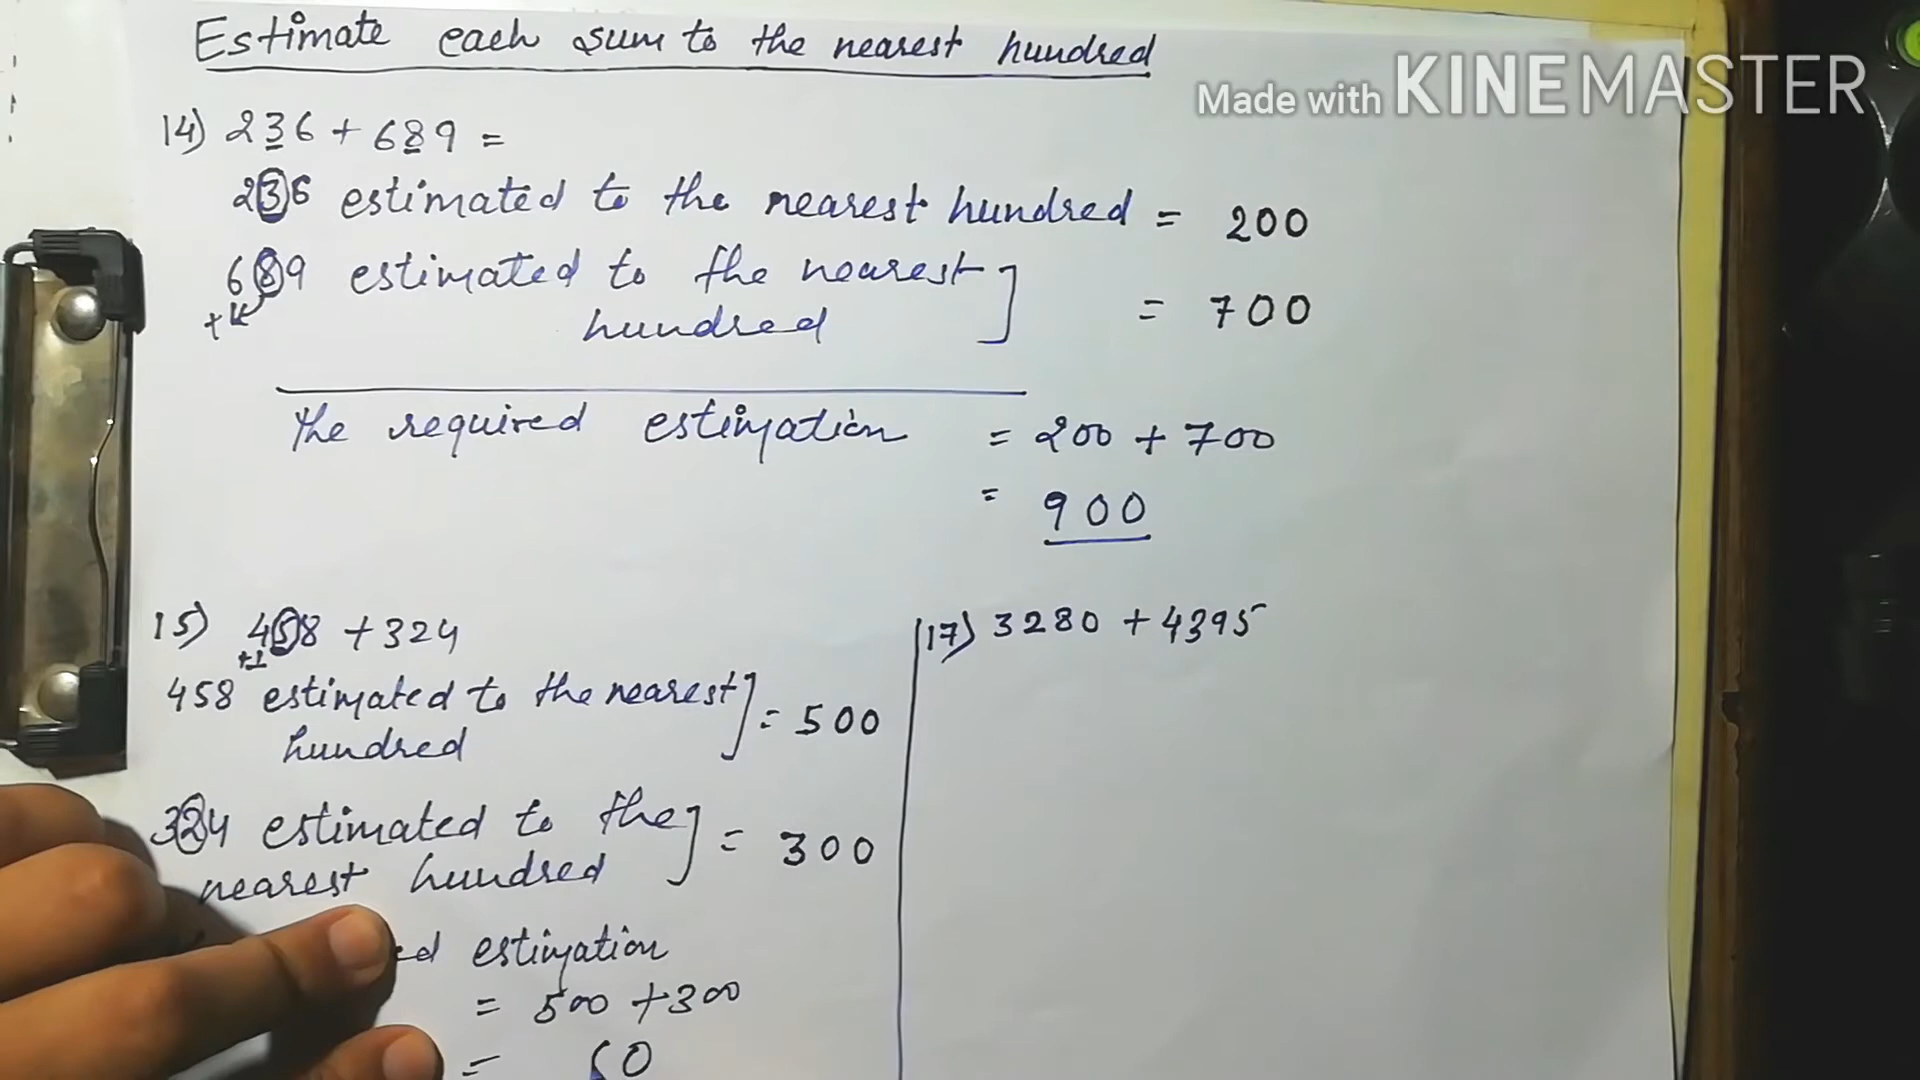 Estimate each sum to the nearest hundred
Made with KINEMASTER
14) 236 + 689 =
236 estimated to the nearest hundred = 200
689 estimated to the nearest
hundred = 700
+
the required estimation = 200 + 700
= 900
15) 458 + 324
+1
458 estimated to the nearest
hundred = 500
324 estimated to the
nearest hundred = 300
estimation
= 500 + 300
=
17) 3280 + 4395